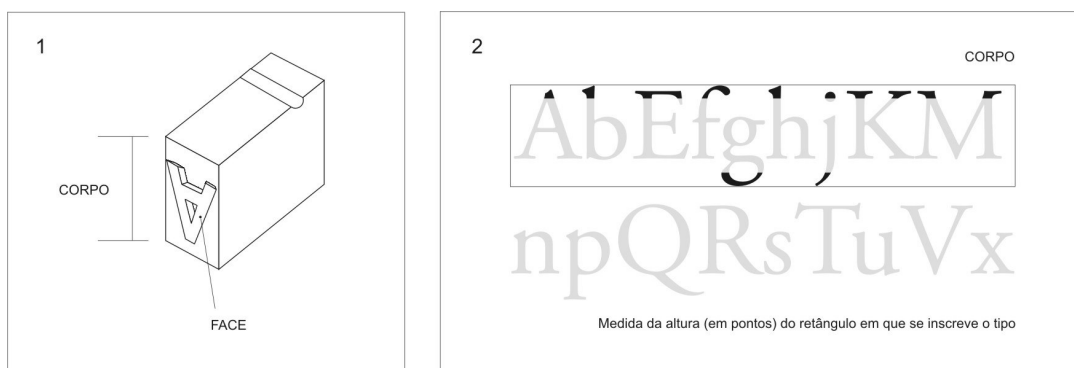 1
CORPO
A
FACE
2
CORPO
AbEfghjKM
npQRsTuVx
Medida da altura (em pontos) do retângulo em que se inscreve o tipo